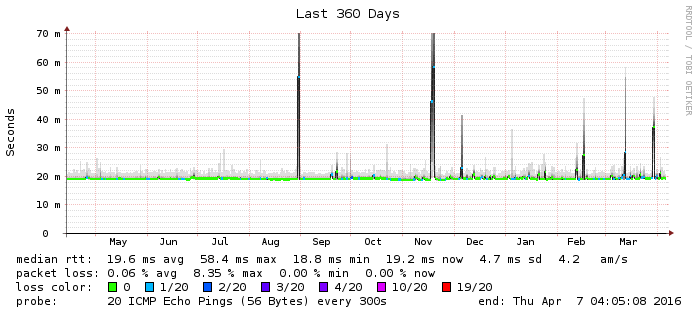 Last 360 Days
RRDTOOL / TOBI OETIKER
Seconds
70 m
60 m
50 m
40 m
30 m
20 m
10 m
0
May Jun Jul Aug Sep Oct Nov Dec Jan Feb Mar
median rtt: 19.6 ms avg 58.4 ms max 18.8 ms min 19.2 ms now 4.7 ms sd 4.2 am/s
packet loss: 0.06 % avg 8.35 % max 0.00 % min 0.00 % now
loss color: 0 1/20 2/20 3/20 4/20 10/20 19/20
probe: 20 ICMP Echo Pings (56 Bytes) every 300s end: Thu Apr 7 04:05:08 2016